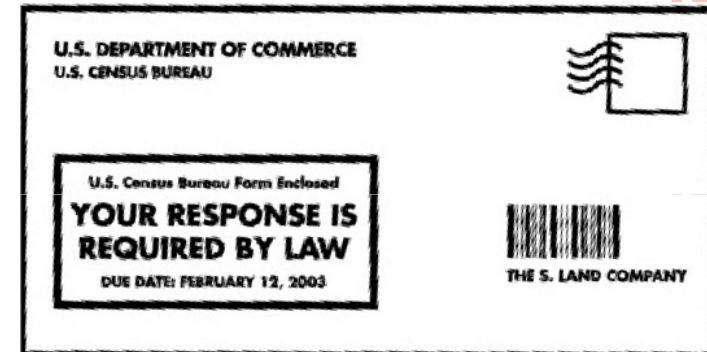 U.S. DEPARTMENT OF COMMERCE
U.S. CENSUS BUREAU
U.S. Census Bureau Form Enclosed
YOUR RESPONSE IS
REQUIRED BY LAW
DUE DATE: FEBRUARY 12, 2003
THE S. LAND COMPANY